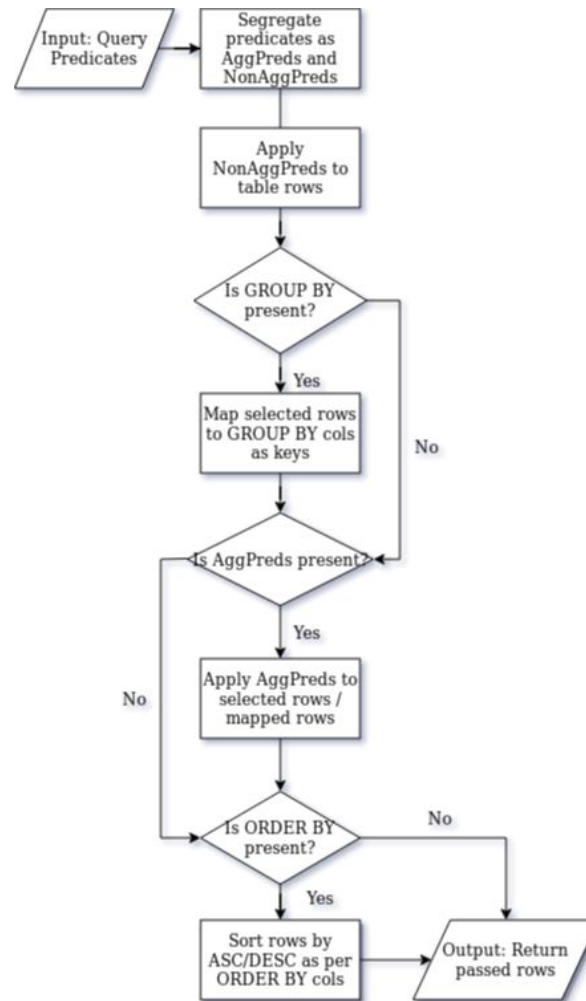 Input: Query
Predicates
Segregate
predicates as
AggPreds and
NonAggPreds
Apply
NonAggPreds to
table rows
Is GROUP BY
present?
Yes
No
Map selected rows
to GROUP BY cols
as keys
Is AggPreds present?
Yes
No
Apply AggPreds to
selected rows /
mapped rows
Is ORDER BY
present?
No
Yes
Sort rows by
ASC/DESC as per
ORDER BY cols
Output: Return
passed rows